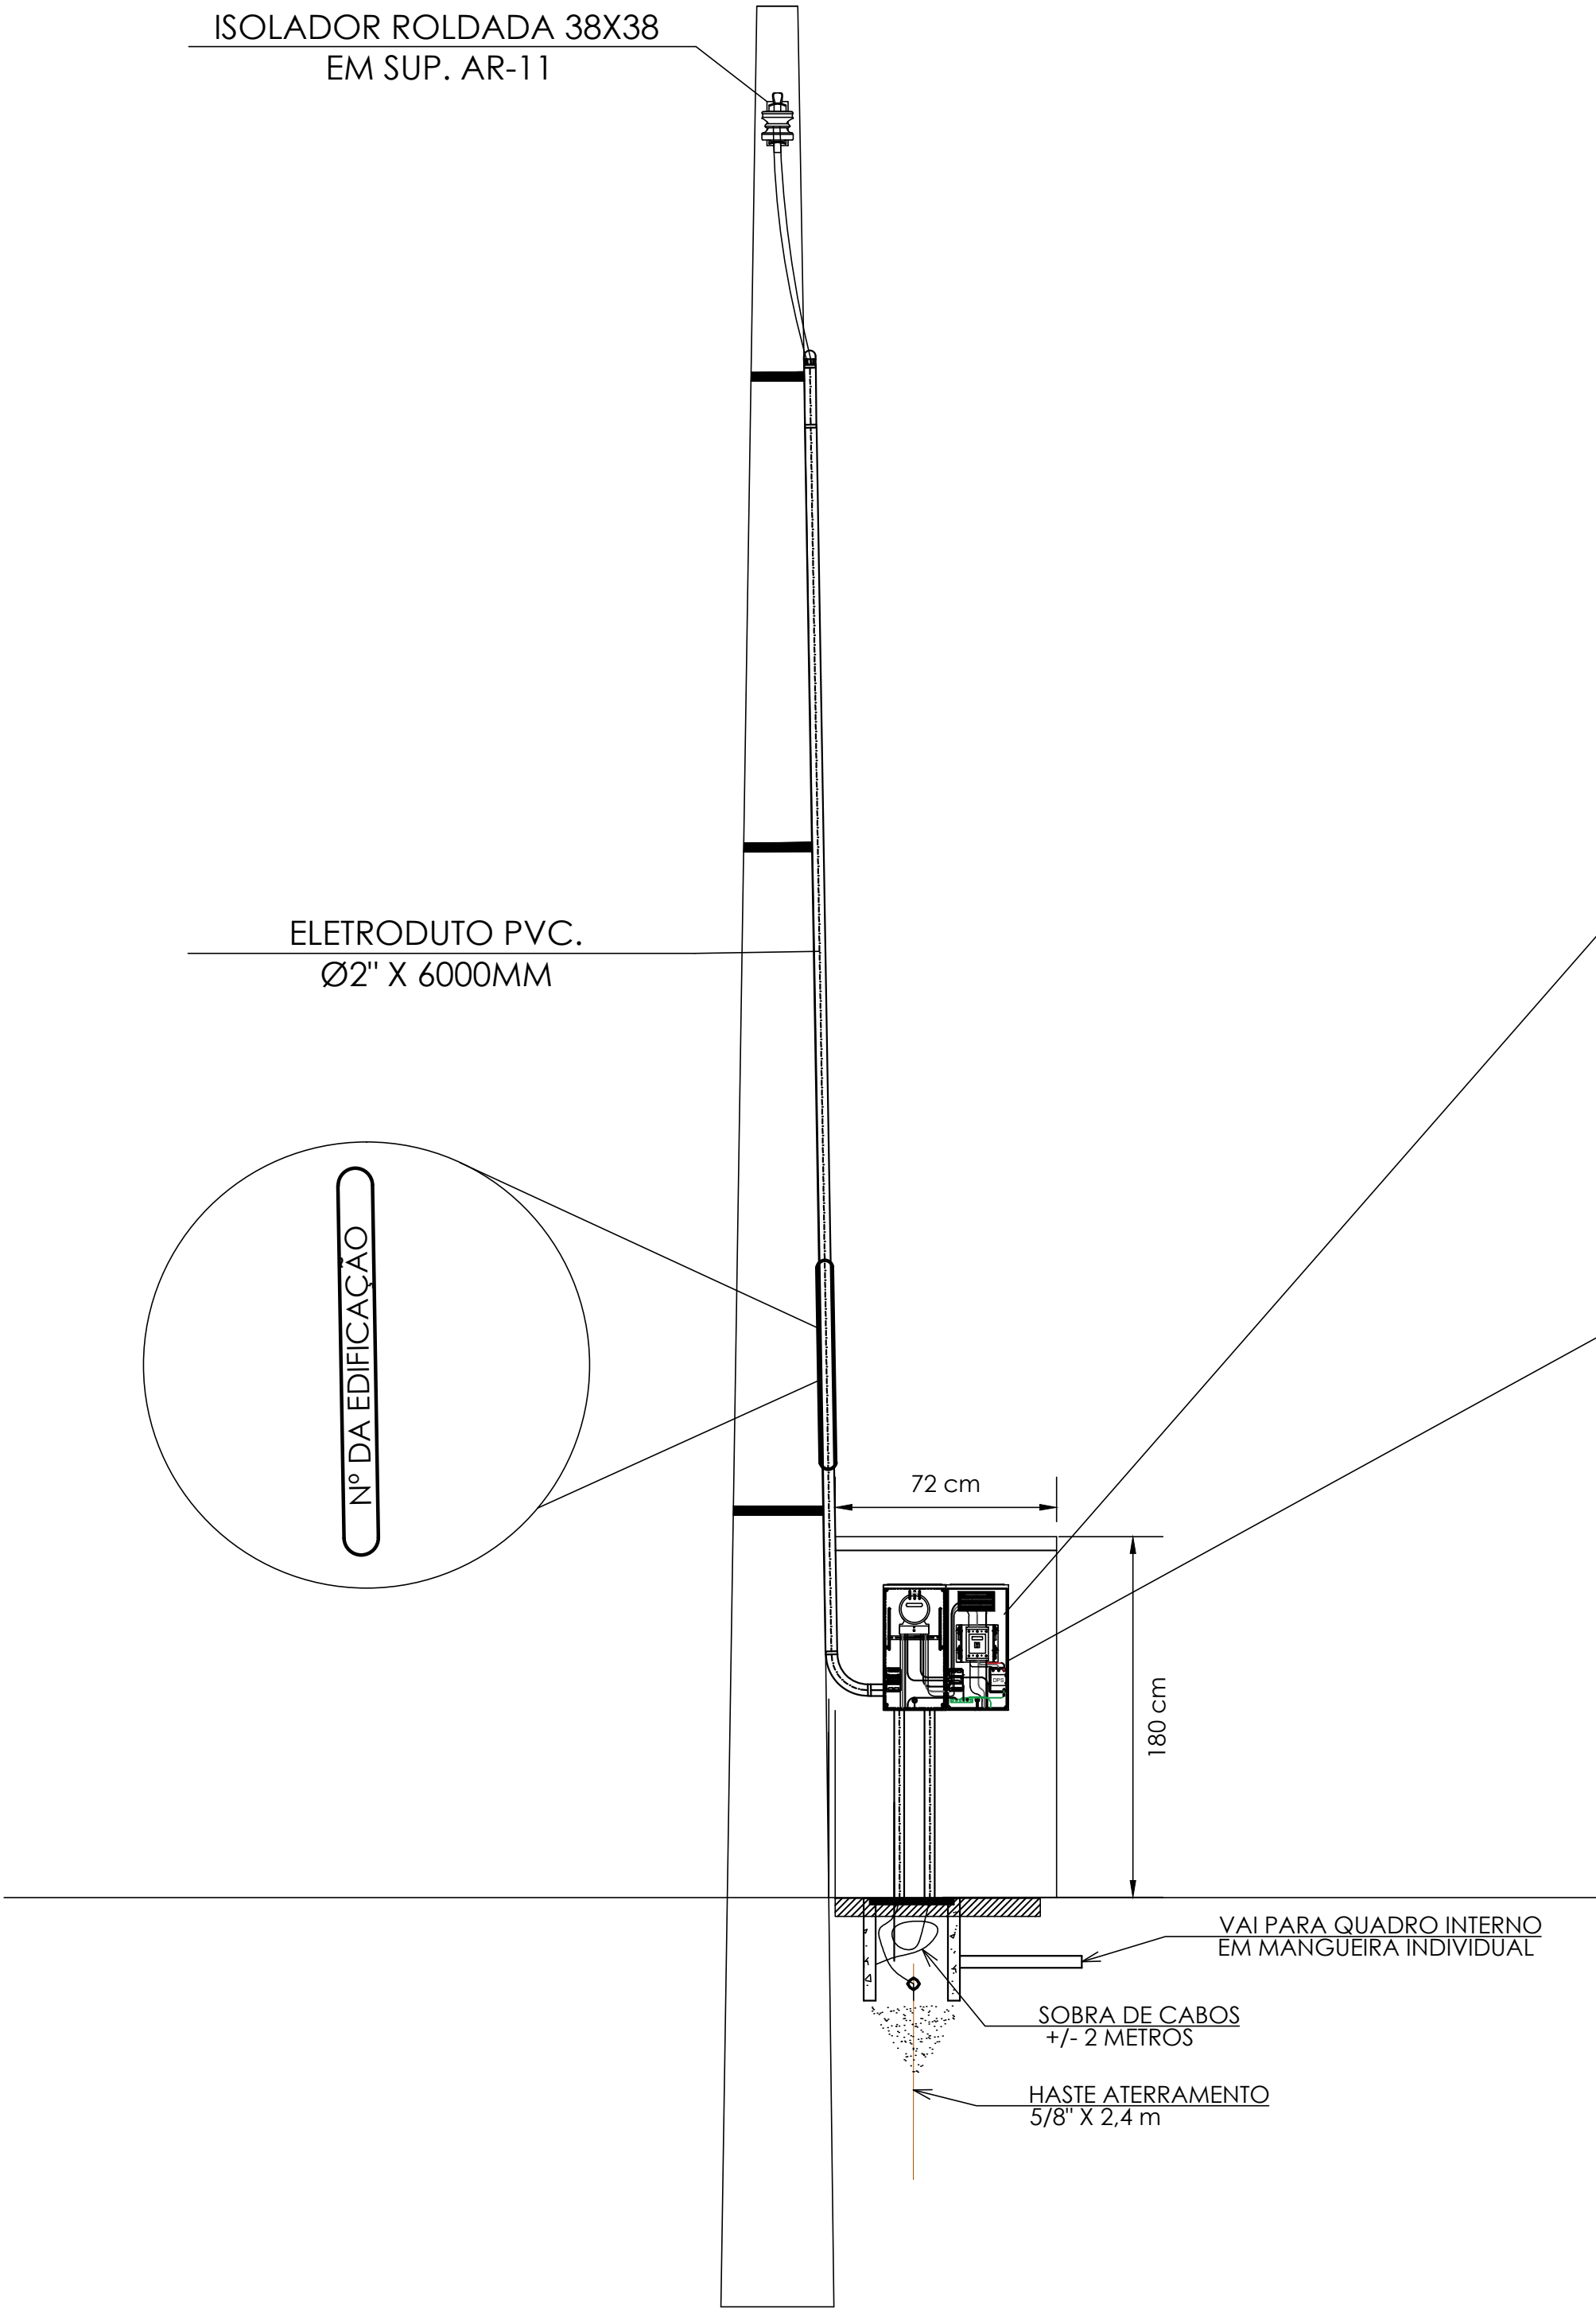 ISOLADOR ROLDADA 38X38
EM SUP. AR-11
ELETRODUTO PVC.
Ø2" X 6000MM
Nº DA EDIFICAÇÃO
72 cm
DPS
180 cm
VAI PARA QUADRO INTERNO
EM MANGUEIRA INDIVIDUAL
SOBRA DE CABOS
+/- 2 METROS
HASTE ATERRAMENTO
5/8" X 2,4 m